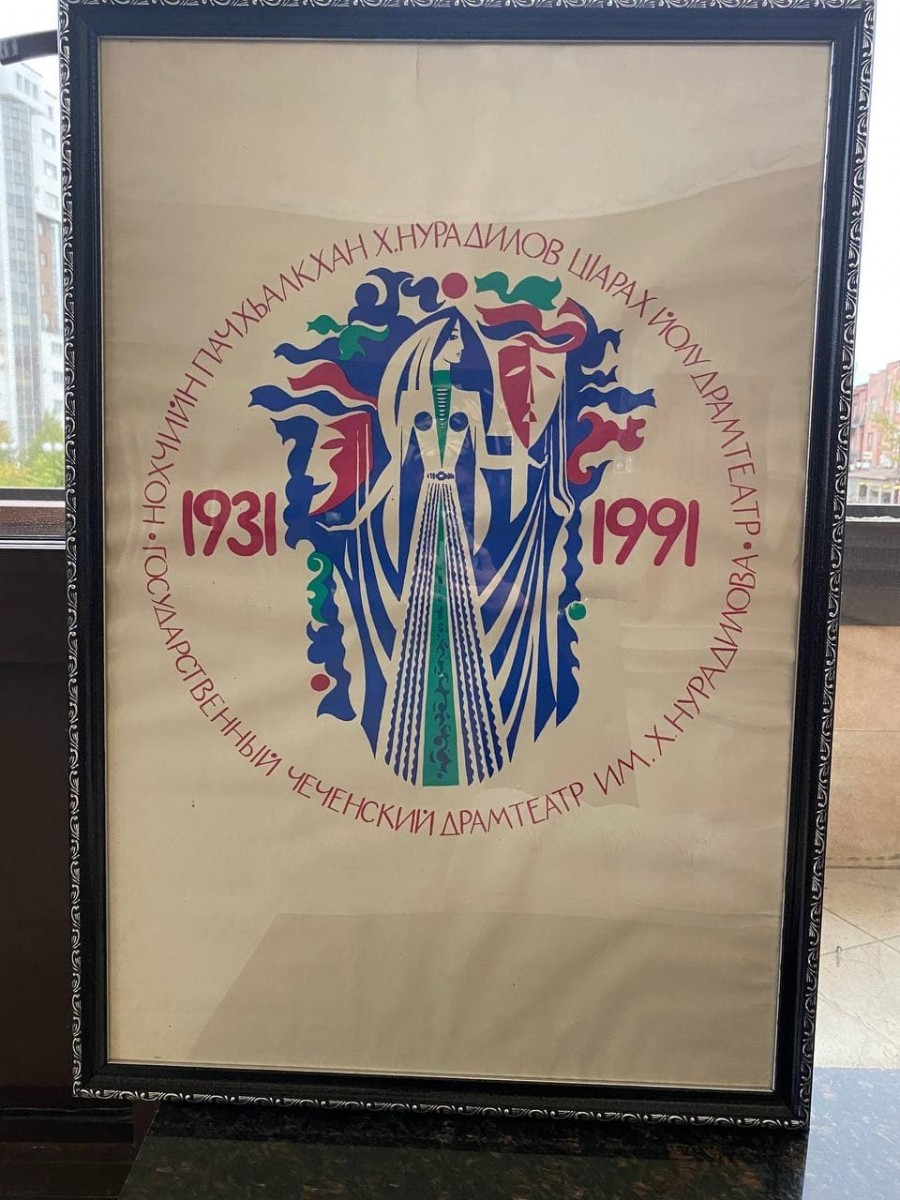 НОХЧИЙН ПАЧХЬАЛКХАН Х.НУРАДИЛОВ ЦIАРАХ ЙОЛУ ДРАМТЕАТР
1931
1991
ГОСУДАРСТВЕННЫЙ ЧЕЧЕНСКИЙ ДРАМТЕАТР ИМ. Х.НУРАДИЛОВА